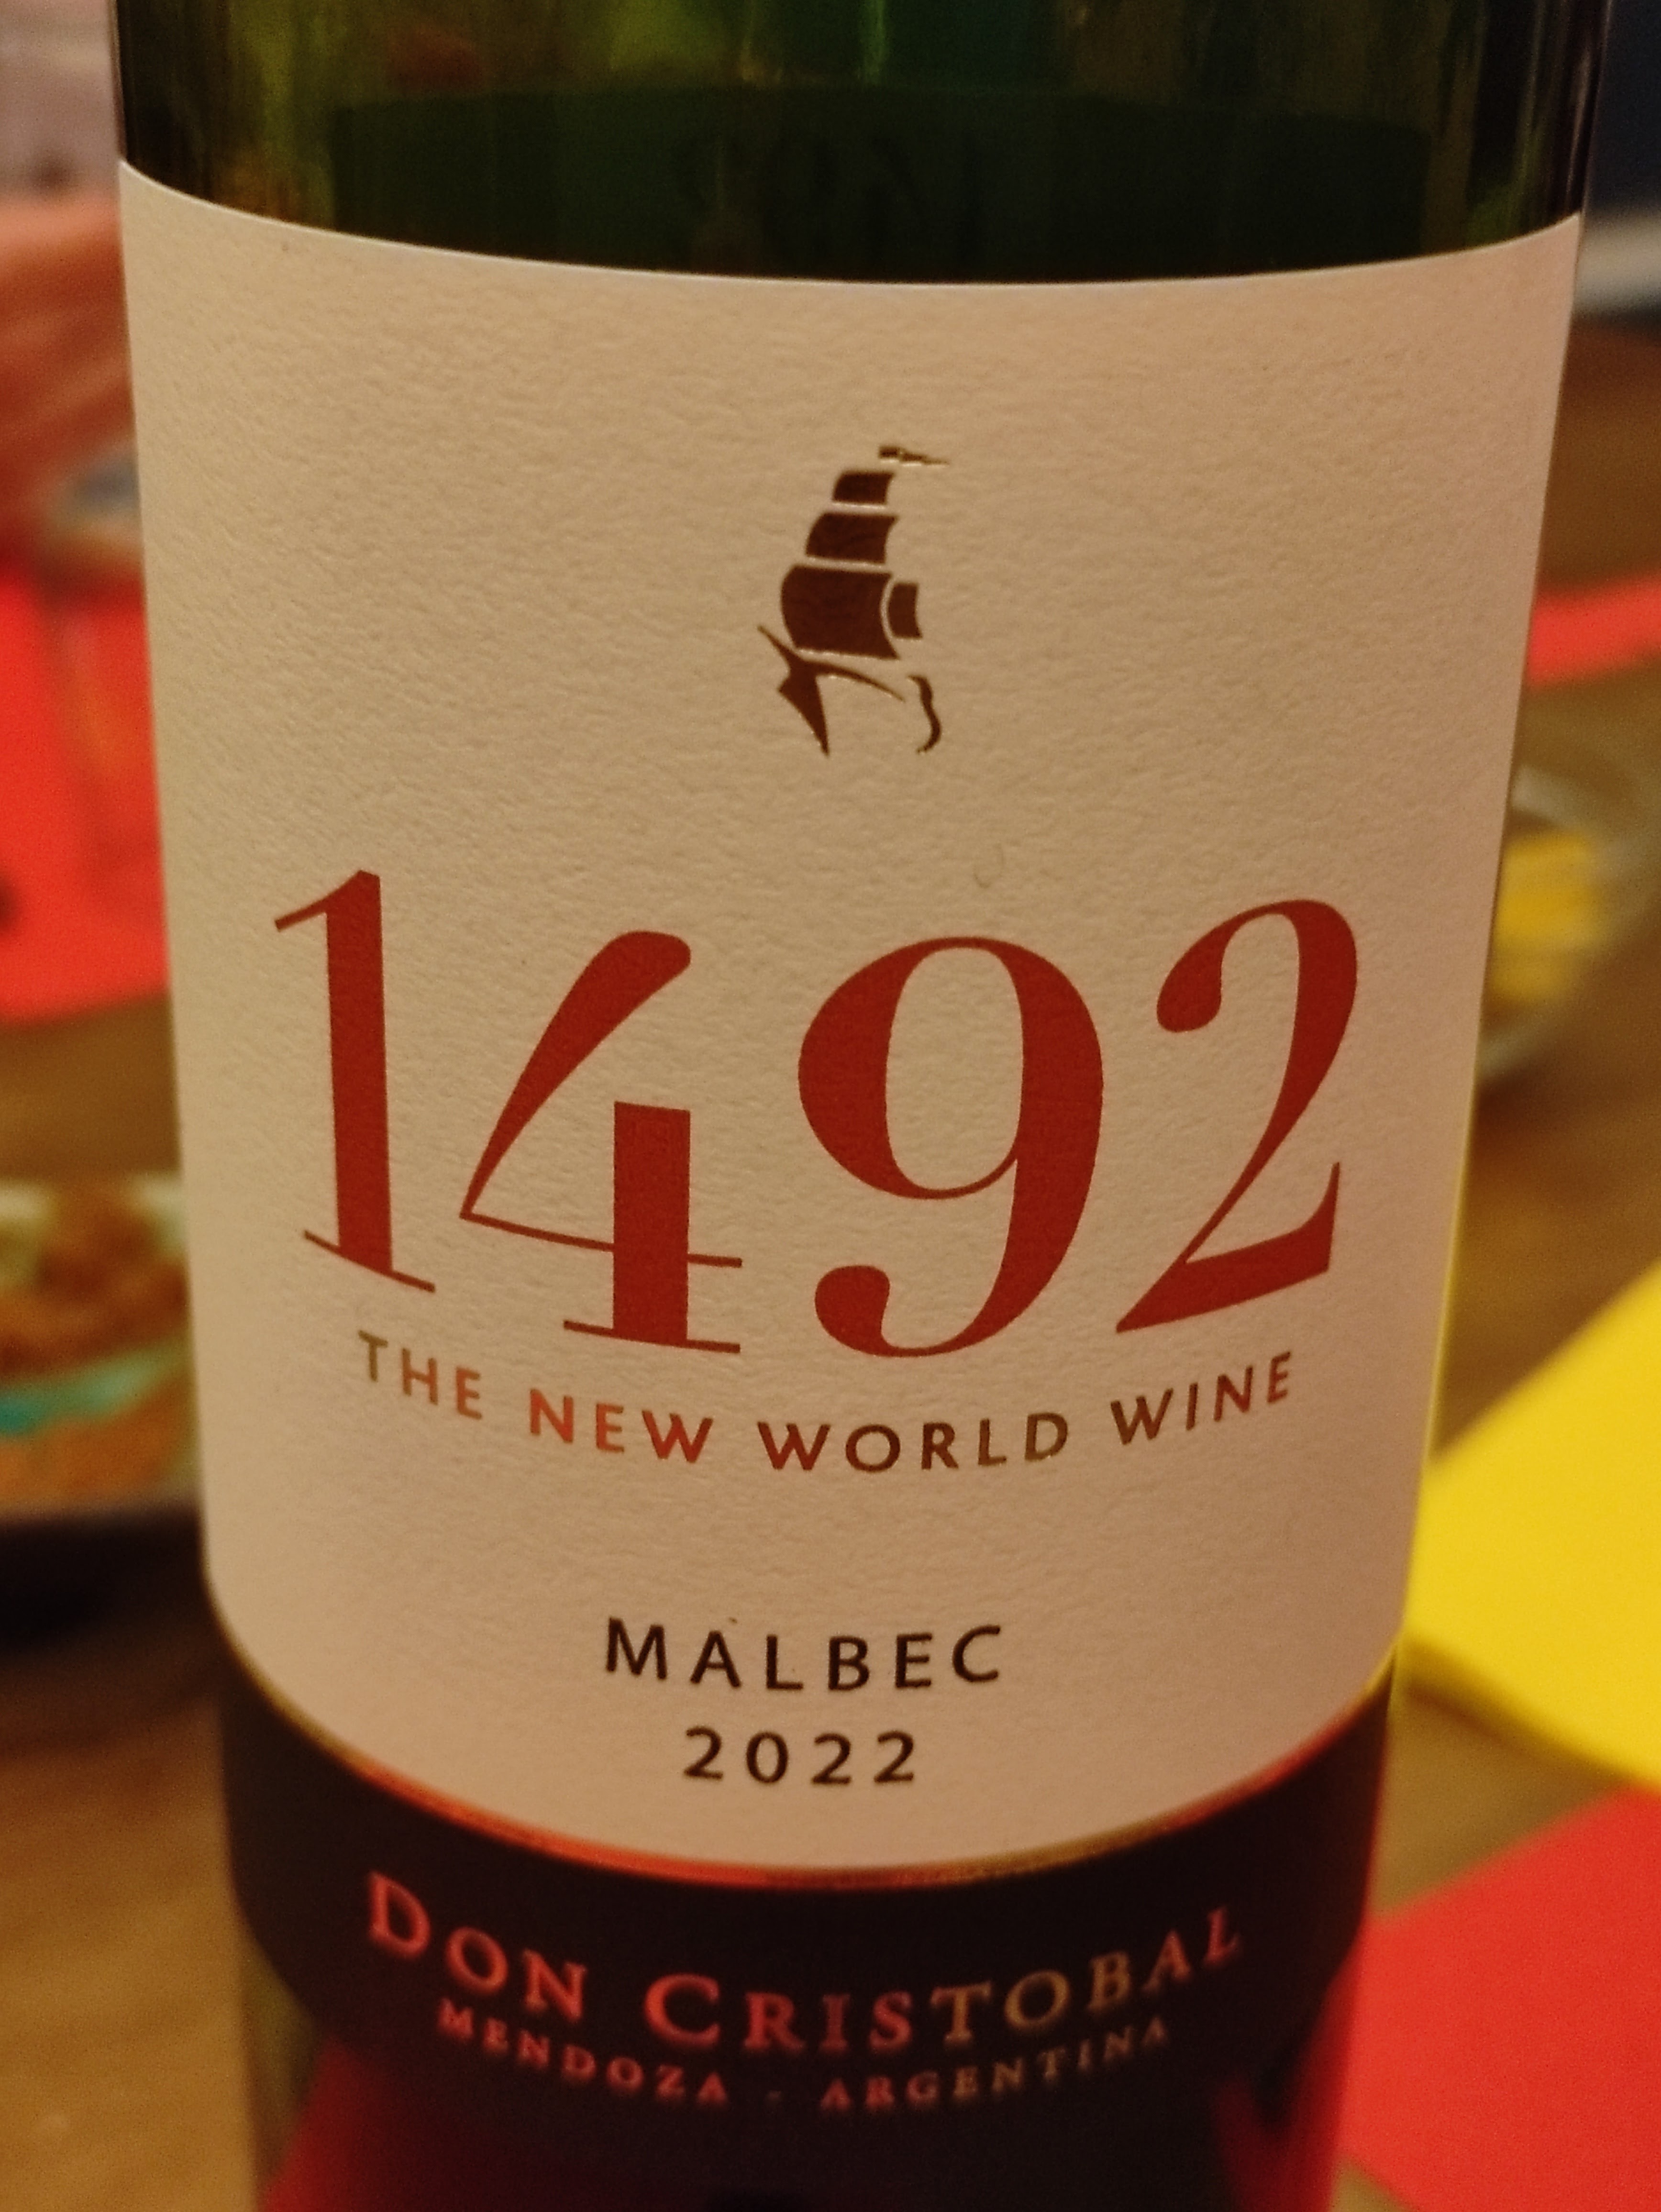 1492
THE NEW WORLD WINE
MALBEC
2022
DON CRISTOBAL
MENDOZA - ARGENTINA